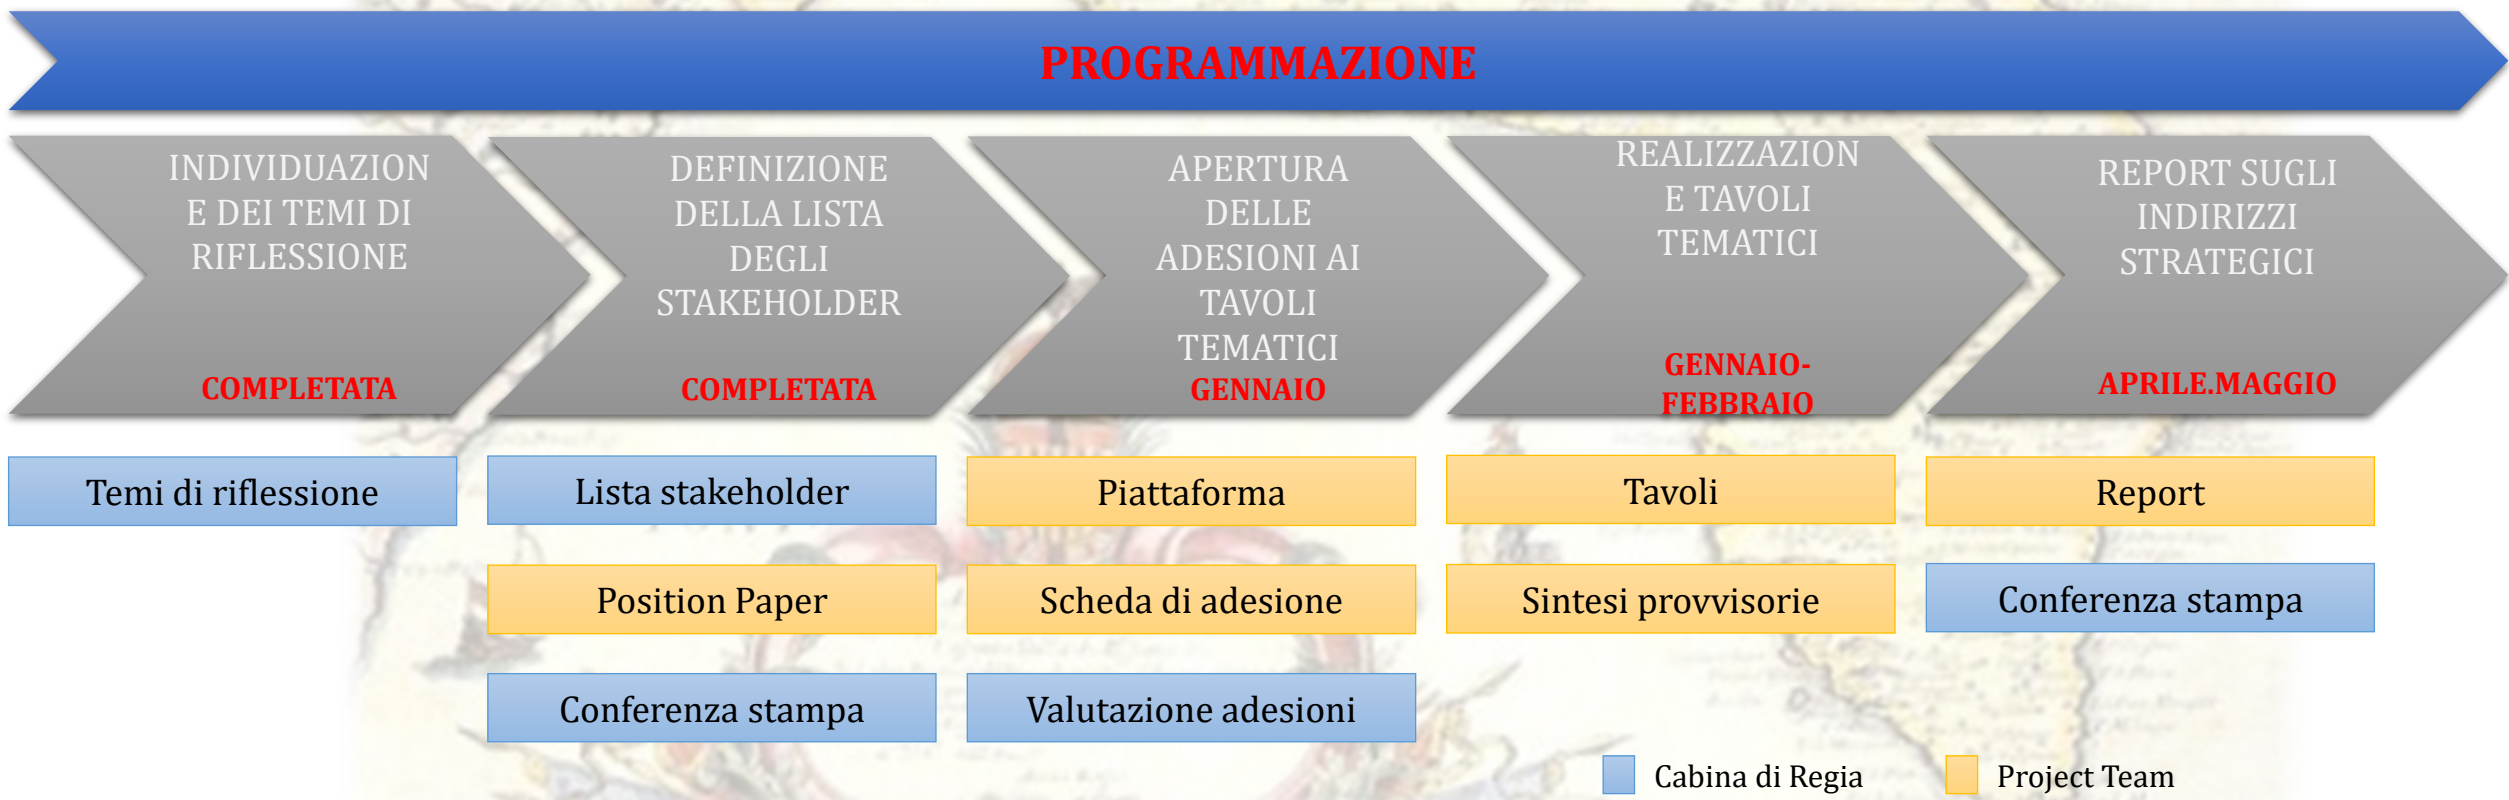 PROGRAMMAZIONE
INDIVIDUAZION
E DEI TEMI DI
RIFLESSIONE
COMPLETATA
DEFINIZIONE
DELLA LISTA
DEGLI
STAKEHOLDER
COMPLETATA
APERTURA
DELLE
ADESIONI AI
TAVOLI
TEMATICI
GENNAIO
REALIZZAZION
E TAVOLI
TEMATICI
GENNAIO-
FEBBRAIO
REPORT SUGLI
INDIRIZZI
STRATEGICI
APRILE.MAGGIO
Temi di riflessione
Lista stakeholder
Piattaforma
Tavoli
Report
Position Paper
Scheda di adesione
Sintesi provvisorie
Conferenza stampa
Conferenza stampa
Valutazione adesioni
Cabina di Regia
Project Team